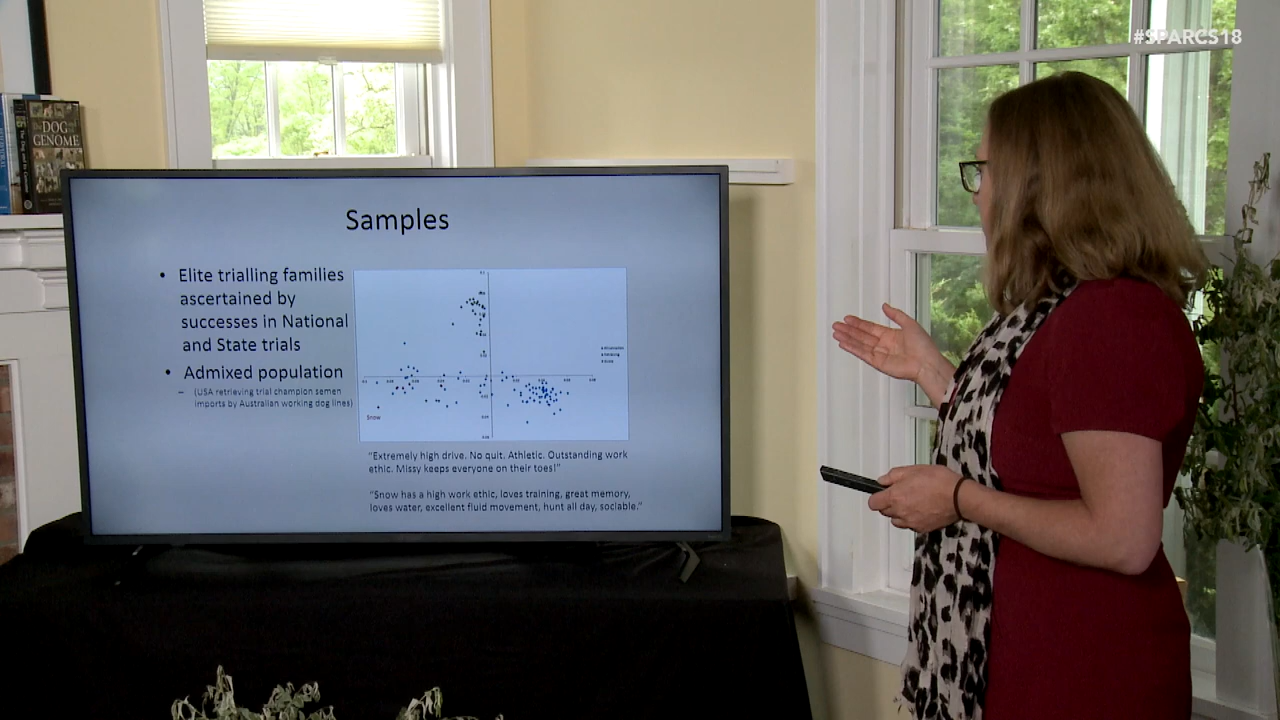 #SPARCS18
The
DOG
GENOME
Samples
• Elite trialling families
ascertained by
successes in National
and State trials
• Admixed population
– (USA retrieving trial champion semen
imports by Australian working dog lines)
Snow
"Extremely high drive. No quit. Athletic. Outstanding work
ethic. Missy keeps everyone on their toes!"
"Snow has a high work ethic, loves training, great memory,
loves water, excellent fluid movement, hunt all day, sociable."